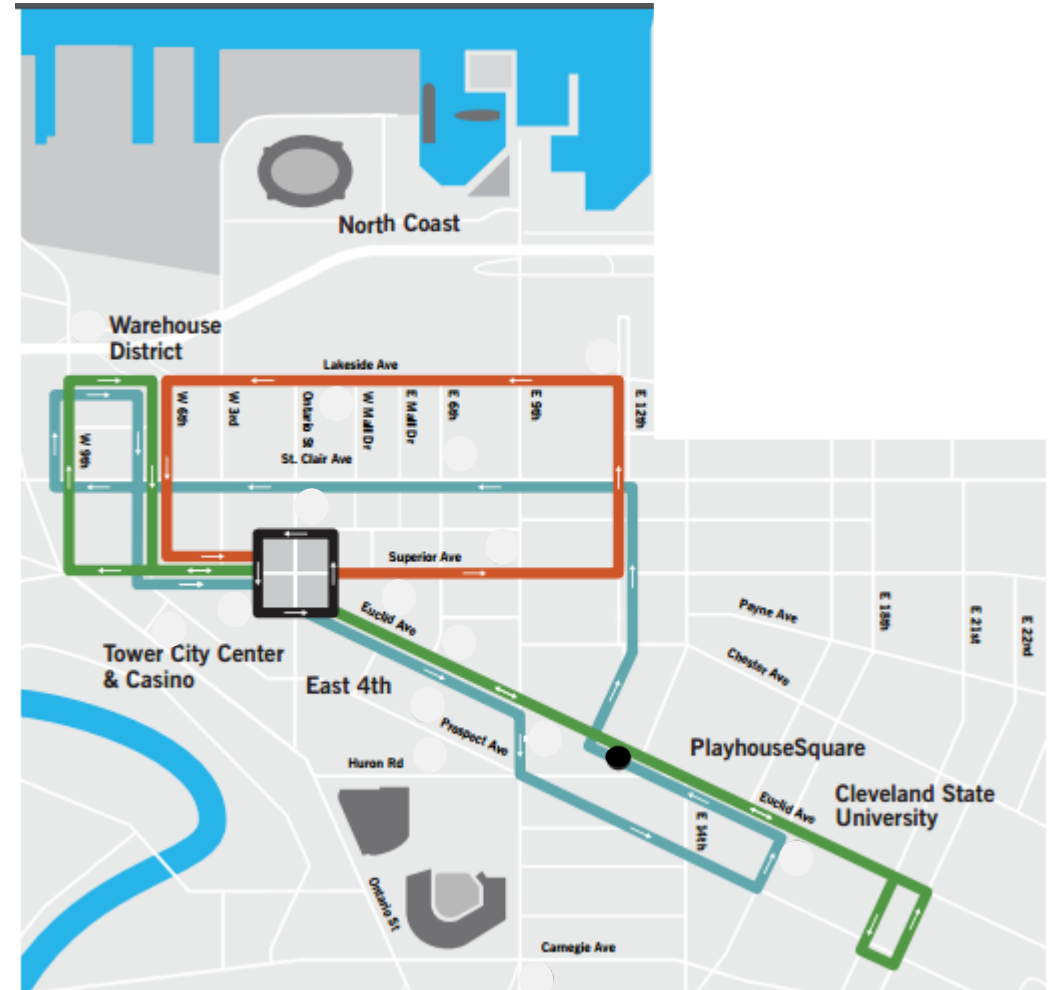 North Coast
Warehouse
District
Lakeside Ave
W 9th
W 6th
W 3rd
Ontario St
W Mall Dr
E Mall Dr
E 6th
E 9th
E 12th
St. Clair Ave
Superior Ave
Euclid Ave
Payne Ave
E 18th
E 21st
E 22nd
Chester Ave
Tower City Center
& Casino
East 4th
Prospect Ave
Huron Rd
PlayhouseSquare
Euclid Ave
Cleveland State
University
E 14th
Ontario St
Carnegie Ave